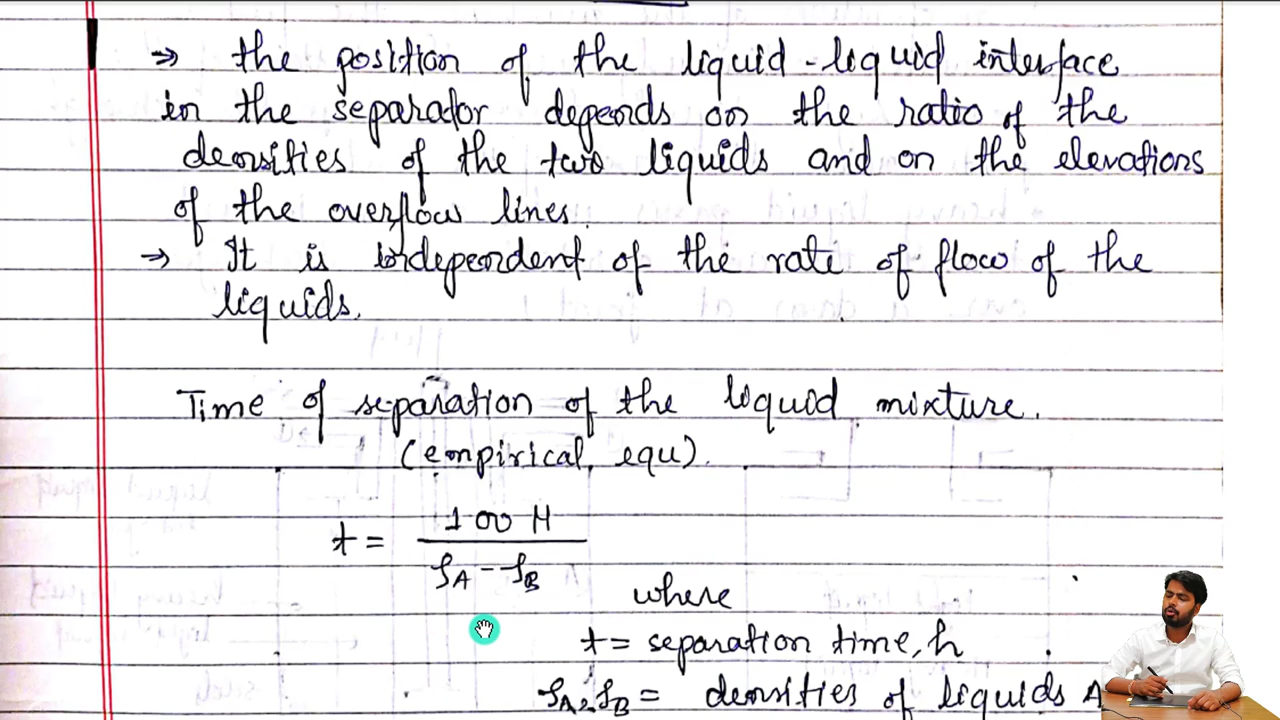 → the position of the liquid-liquid interface
in the separator depends on the ratio of the
densities of the two liquids and on the elevations
of the overflow lines.
→ It is independent of the rate of flow of the
liquids.
Time of separation of the liquid mixture.
(empirical equ).
t = 100 H / ρA - ρB
where
t = separation time, h
ρA, ρB = densities of liquids A